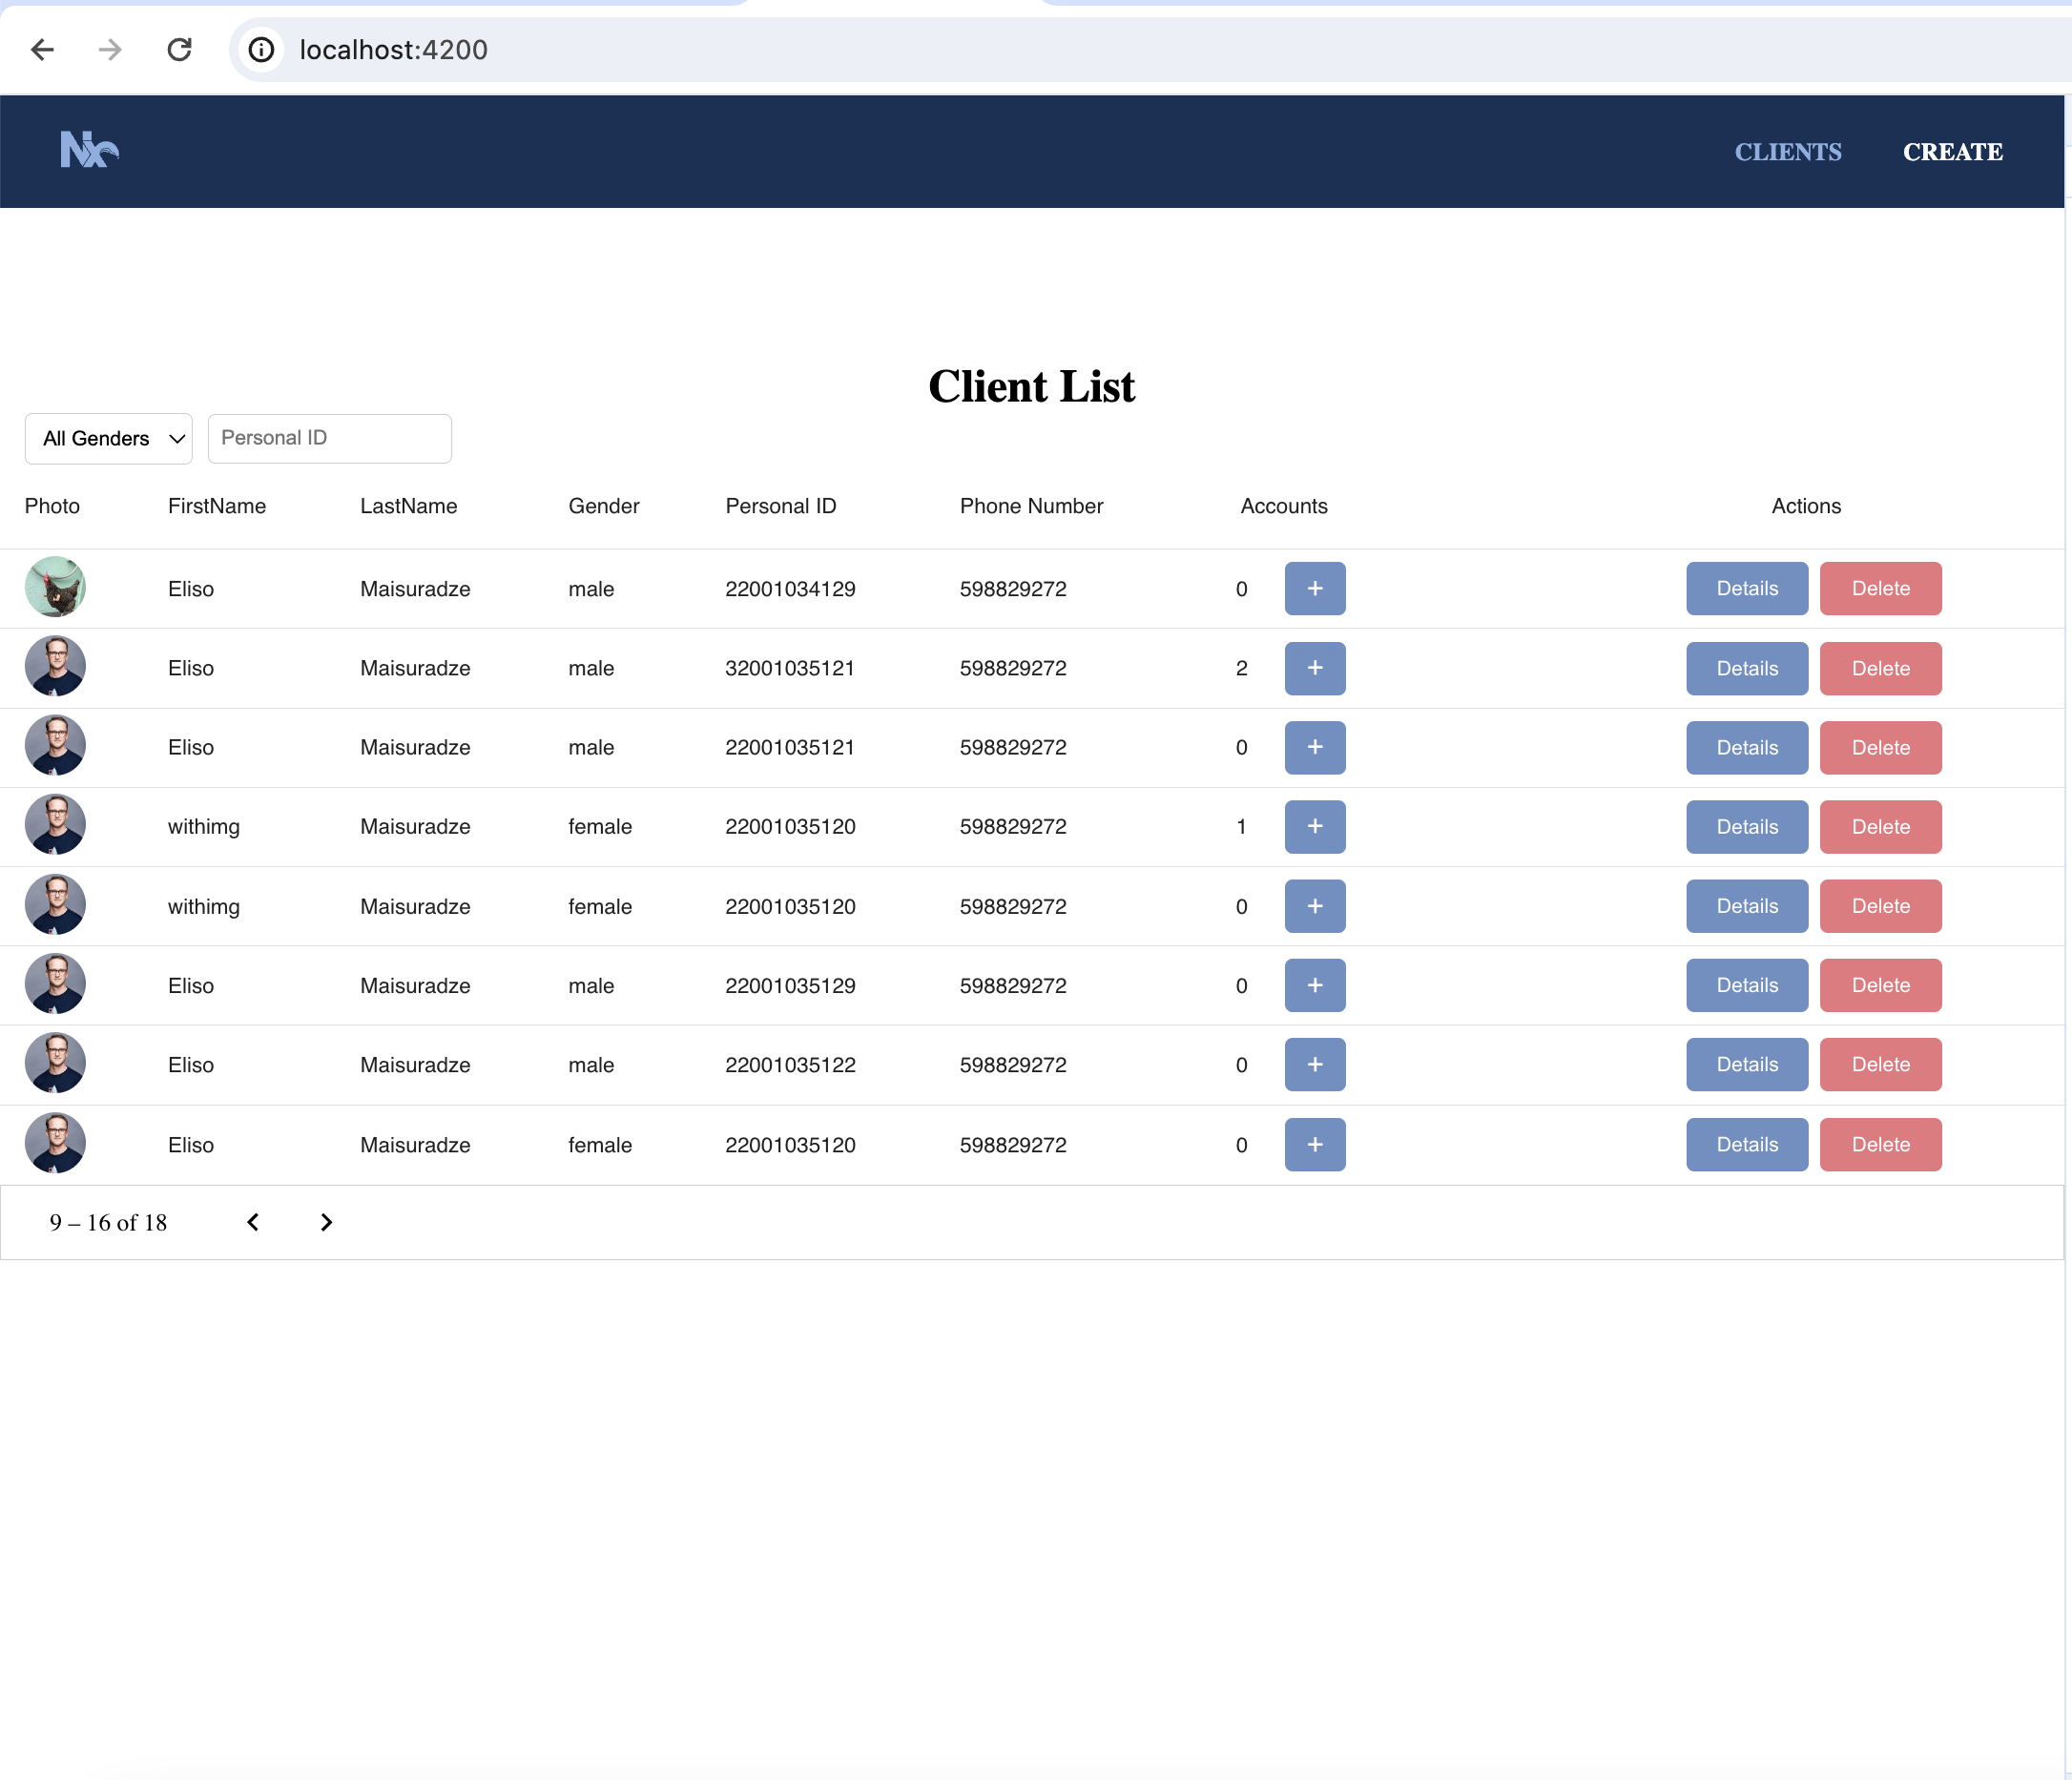 localhost:4200
Nx CLIENTS CREATE
Client List
All Genders Personal ID
Photo FirstName LastName Gender Personal ID Phone Number Accounts Actions
Eliso Maisuradze male 22001034129 598829272 0 + Details Delete
Eliso Maisuradze male 32001035121 598829272 2 + Details Delete
Eliso Maisuradze male 22001035121 598829272 0 + Details Delete
withimg Maisuradze female 22001035120 598829272 1 + Details Delete
withimg Maisuradze female 22001035120 598829272 0 + Details Delete
Eliso Maisuradze male 22001035129 598829272 0 + Details Delete
Eliso Maisuradze male 22001035122 598829272 0 + Details Delete
Eliso Maisuradze female 22001035120 598829272 0 + Details Delete
9 – 16 of 18